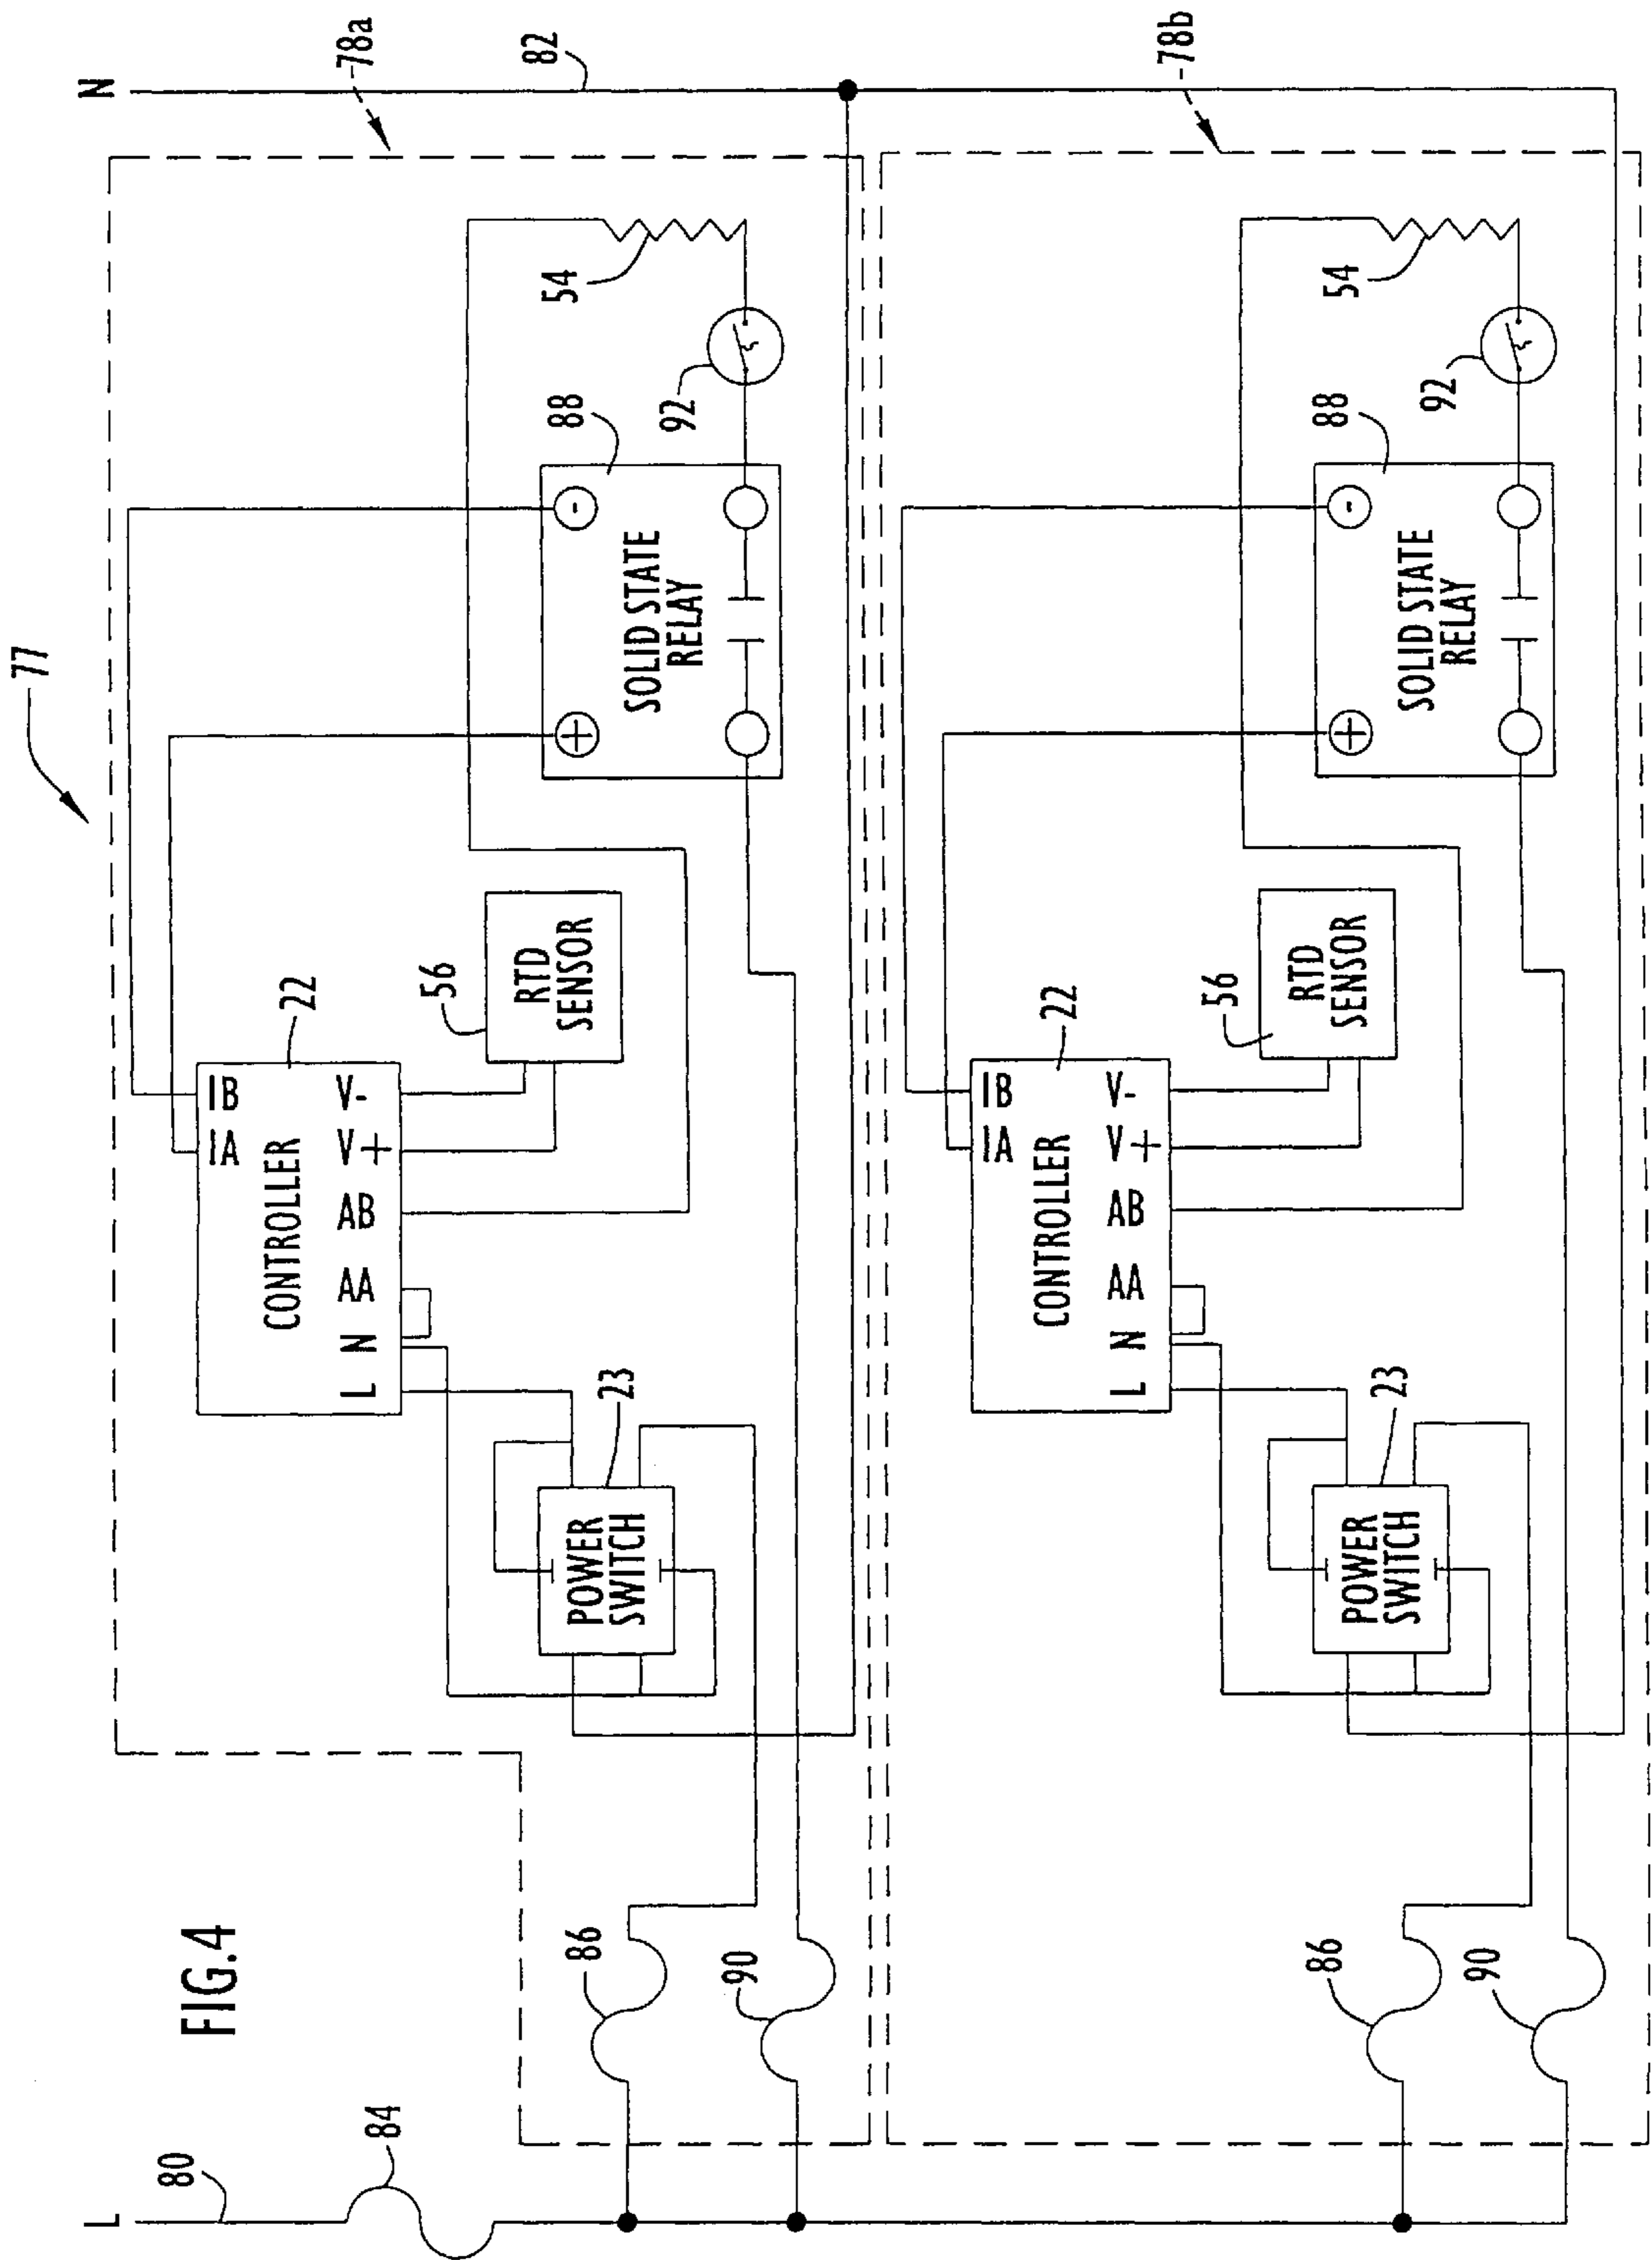 FIG.4
77
L
80
84
N
82
78a
CONTROLLER
22
IA
IB
L
N
AA
AB
V+
V-
POWER
SWITCH
23
RTD
SENSOR
56
SOLID STATE
RELAY
88
+
-
92
54
86
90
78b
CONTROLLER
22
IA
IB
L
N
AA
AB
V+
V-
POWER
SWITCH
23
RTD
SENSOR
56
SOLID STATE
RELAY
88
+
-
92
54
86
90